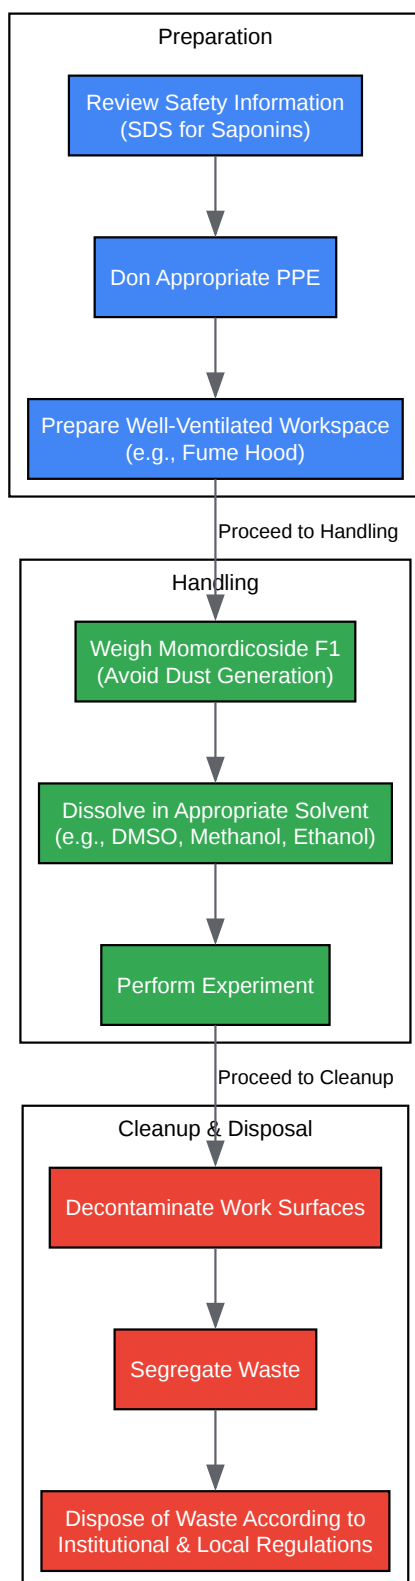 Preparation
Review Safety Information
(SDS for Saponins)
Don Appropriate PPE
Prepare Well-Ventilated Workspace
(e.g., Fume Hood)
Proceed to Handling
Handling
Weigh Momordicoside F1
(Avoid Dust Generation)
Dissolve in Appropriate Solvent
(e.g., DMSO, Methanol, Ethanol)
Perform Experiment
Proceed to Cleanup
Cleanup & Disposal
Decontaminate Work Surfaces
Segregate Waste
Dispose of Waste According to
Institutional & Local Regulations